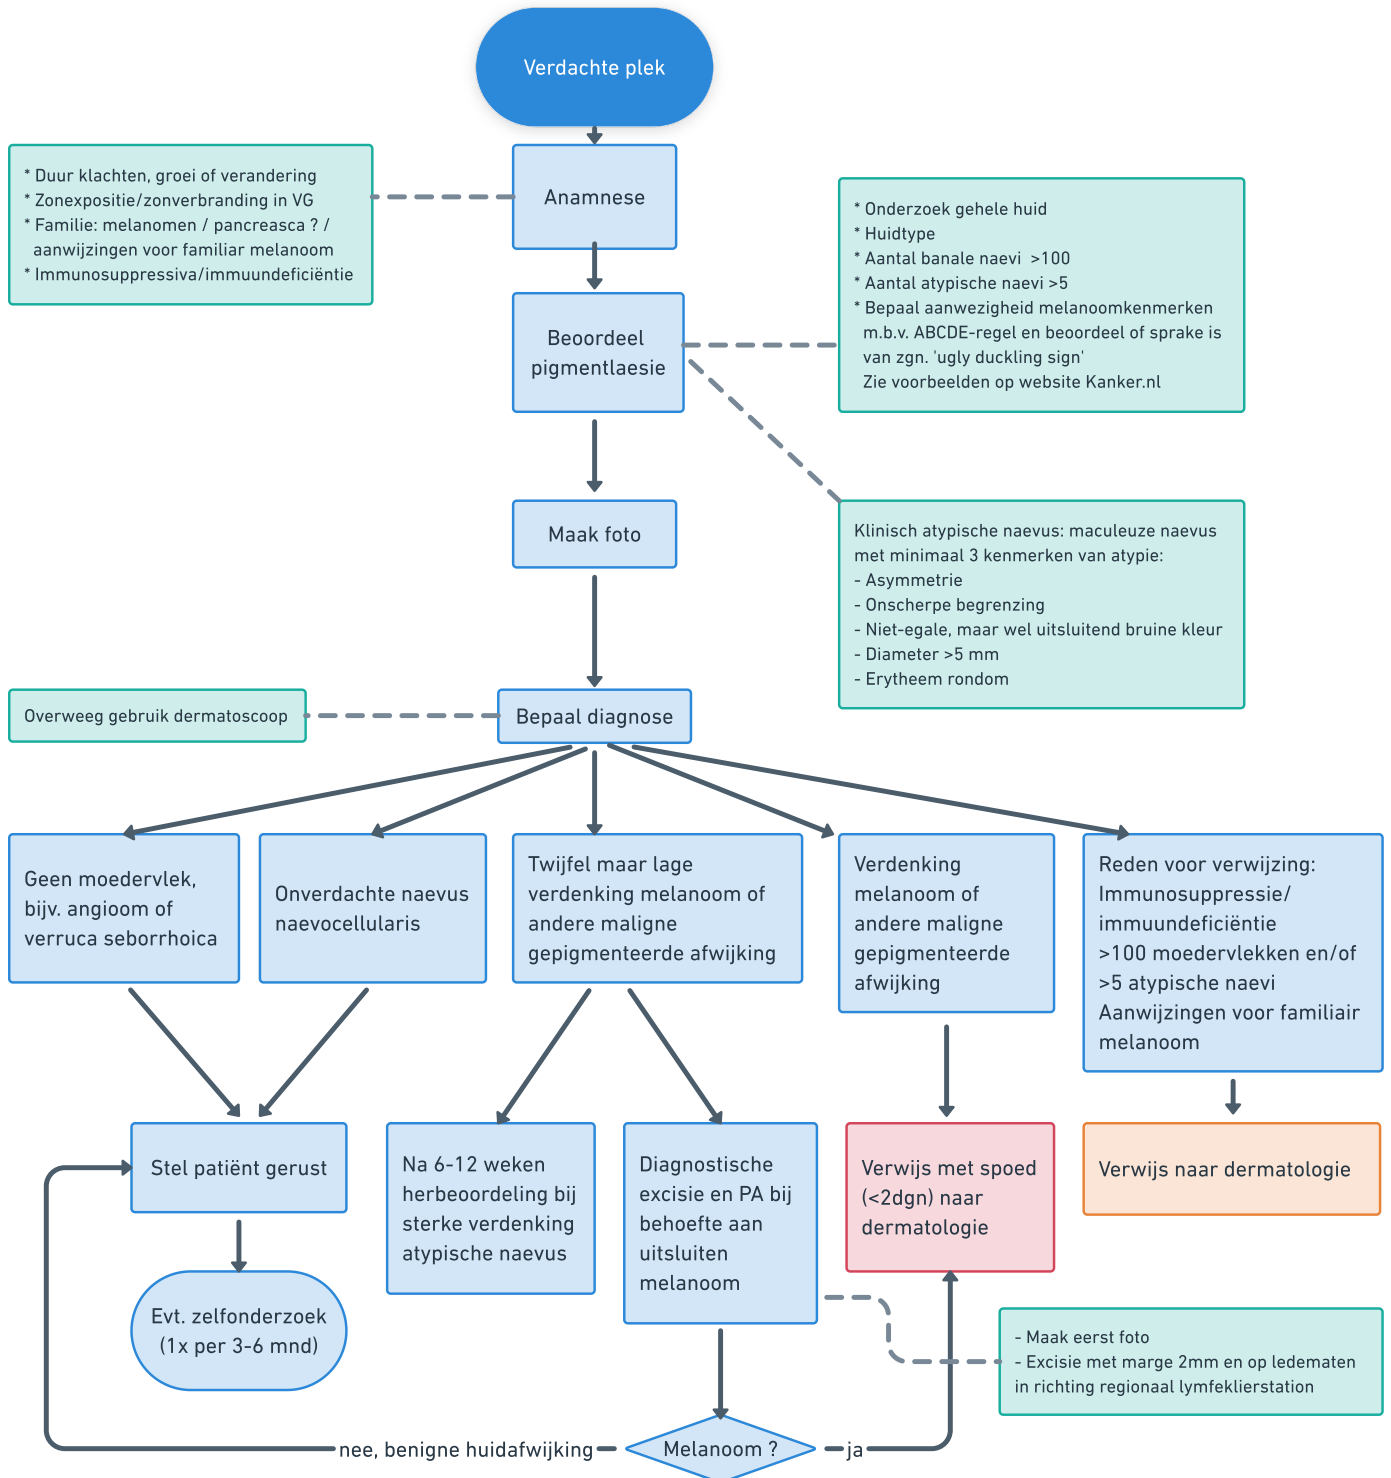 Verdachte plek
* Duur klachten, groei of verandering
* Zonexpositie/zonverbranding in VG
* Familie: melanomen / pancreasca ? /
aanwijzingen voor familiar melanoom
* Immunosuppressiva/immuundeficiëntie
Anamnese
* Onderzoek gehele huid
* Huidtype
* Aantal banale naevi >100
* Aantal atypische naevi >5
* Bepaal aanwezigheid melanoomkenmerken
m.b.v. ABCDE-regel en beoordeel of sprake is
van zgn. 'ugly duckling sign'
Zie voorbeelden op website Kanker.nl
Beoordeel
pigmentlaesie
Maak foto
Klinisch atypische naevus: maculeuze naevus
met minimaal 3 kenmerken van atypie:
- Asymmetrie
- Onscherpe begrenzing
- Niet-egale, maar wel uitsluitend bruine kleur
- Diameter >5 mm
- Erytheem rondom
Overweeg gebruik dermatoscoop
Bepaal diagnose
Geen moedervlek,
bijv. angioom of
verruca seborrhoica
Onverdachte naevus
naevocellularis
Twijfel maar lage
verdenking melanoom of
andere maligne
gepigmenteerde afwijking
Verdenking
melanoom of
andere maligne
gepigmenteerde
afwijking
Reden voor verwijzing:
Immunosuppressie/
immuundeficiëntie
>100 moedervlekken en/of
>5 atypische naevi
Aanwijzingen voor familiair
melanoom
Stel patiënt gerust
Na 6-12 weken
herbeoordeling bij
sterke verdenking
atypische naevus
Diagnostische
excisie en PA bij
behoefte aan
uitsluiten
melanoom
Verwijs met spoed
(<2dgn) naar
dermatologie
Verwijs naar dermatologie
Evt. zelfonderzoek
(1x per 3-6 mnd)
- Maak eerst foto
- Excisie met marge 2mm en op ledematen
in richting regionaal lymfeklierstation
nee, benigne huidafwijking
Melanoom ?
ja